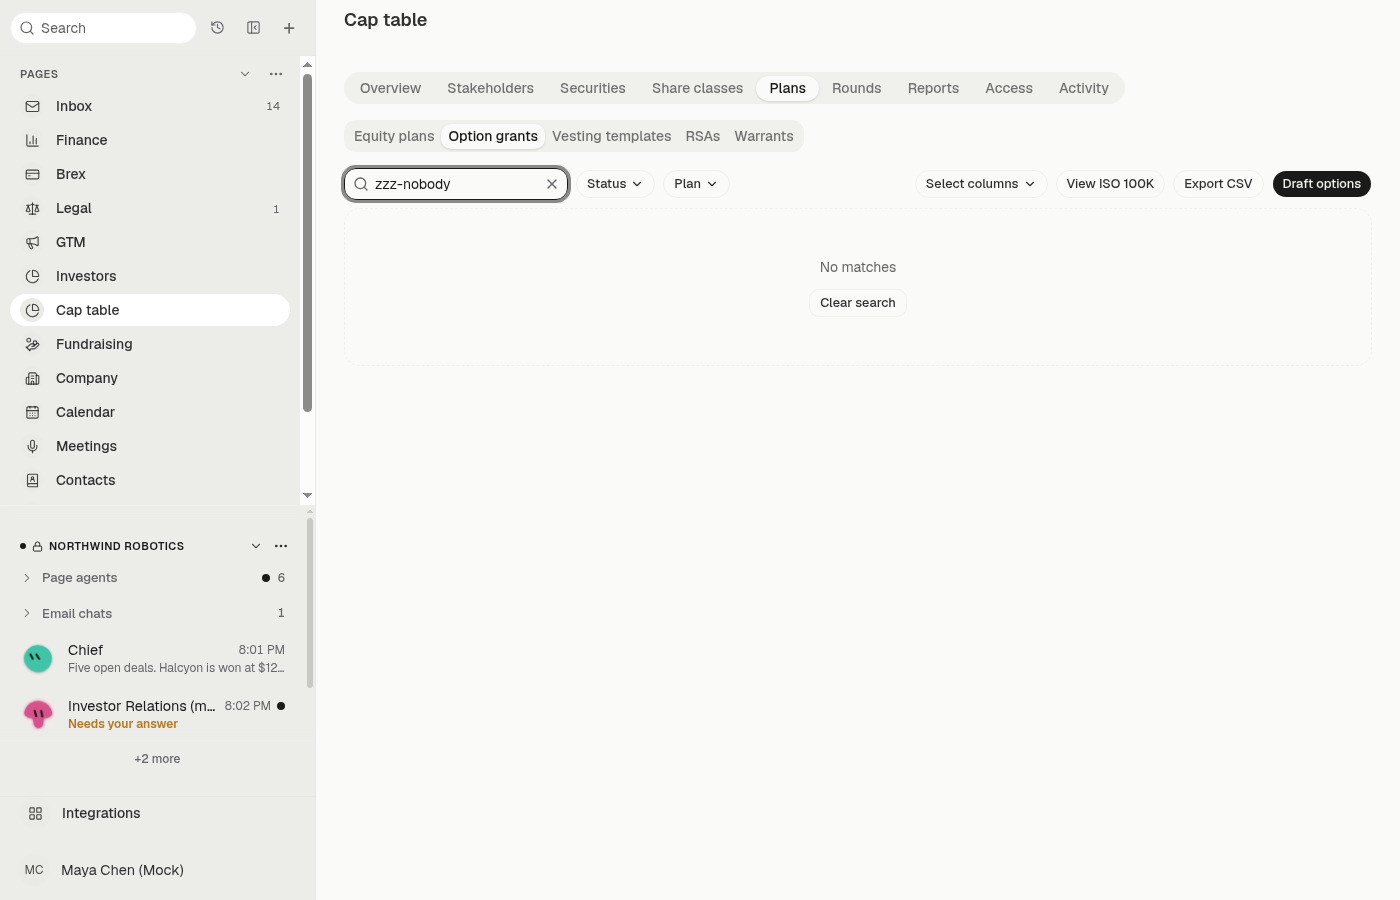 Search
PAGES
Inbox 14
Finance
Brex
Legal 1
GTM
Investors
Cap table
Fundraising
Company
Calendar
Meetings
Contacts
NORTHWIND ROBOTICS
Page agents 6
Email chats 1
Chief 8:01 PM
Five open deals. Halcyon is won at $12...
Investor Relations (m... 8:02 PM
Needs your answer
+2 more
Integrations
MC Maya Chen (Mock)
Cap table
Overview Stakeholders Securities Share classes Plans Rounds Reports Access Activity
Equity plans Option grants Vesting templates RSAs Warrants
zzz-nobody Status Plan Select columns View ISO 100K Export CSV Draft options
No matches
Clear search